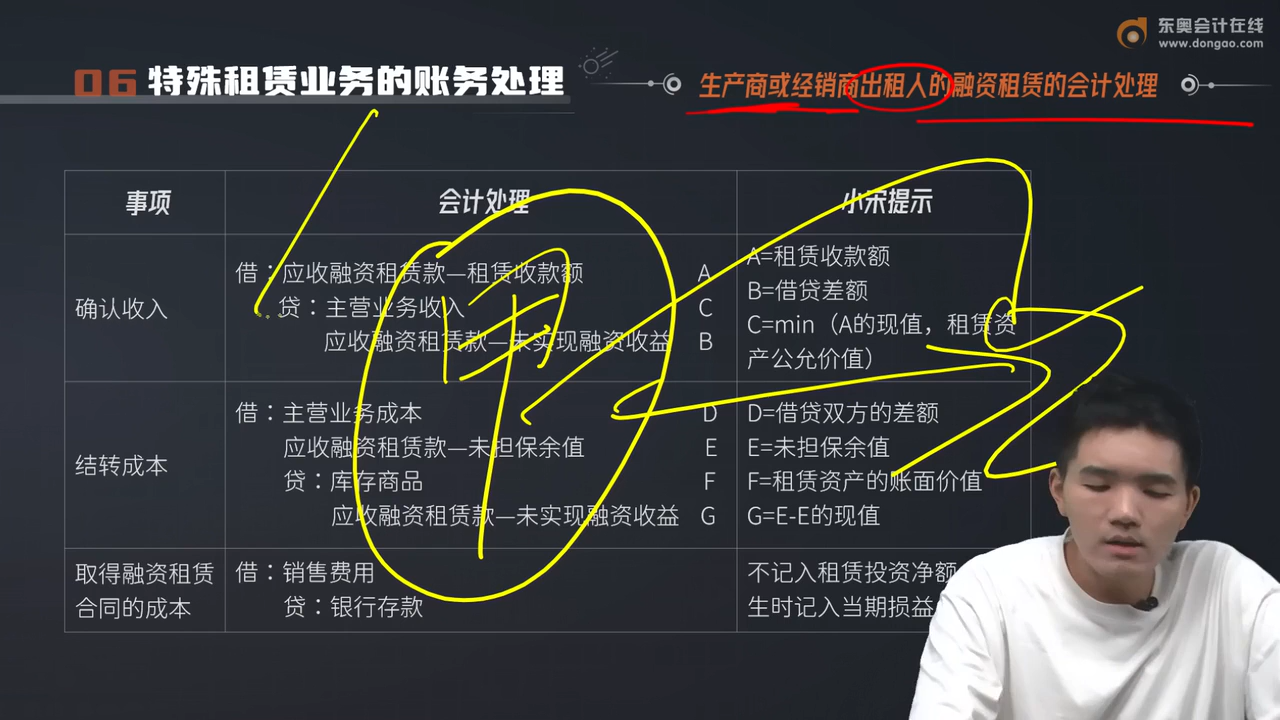 东奥会计在线
www.dongao.com
06 特殊租赁业务的账务处理
生产商或经销商出租人的融资租赁的会计处理
事项
会计处理
小宋提示
确认收入
借：应收融资租赁款—租赁收款额 A
贷：主营业务收入 C
应收融资租赁款—未实现融资收益 B
A=租赁收款额
B=借贷差额
C=min（A的现值，租赁资
产公允价值）
结转成本
借：主营业务成本 D
应收融资租赁款—未担保余值 E
贷：库存商品 F
应收融资租赁款—未实现融资收益 G
D=借贷双方的差额
E=未担保余值
F=租赁资产的账面价值
G=E-E的现值
取得融资租赁
合同的成本
借：销售费用
贷：银行存款
不记入租赁投资净额
生时记入当期损益
甲